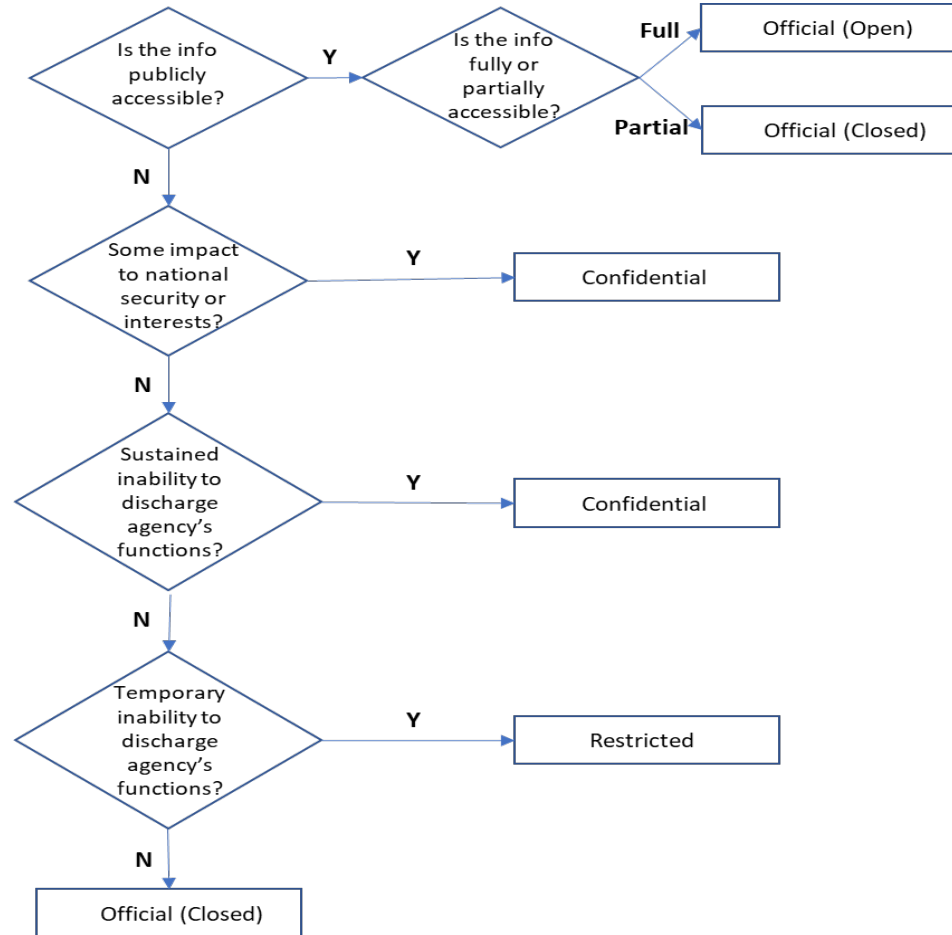 Is the info
publicly
accessible?
Y
Is the info
fully or
partially
accessible?
Full
Official (Open)
Partial
Official (Closed)
N
Some impact
to national
security or
interests?
Y
Confidential
N
Sustained
inability to
discharge
agency’s
functions?
Y
Confidential
N
Temporary
inability to
discharge
agency’s
functions?
Y
Restricted
N
Official (Closed)